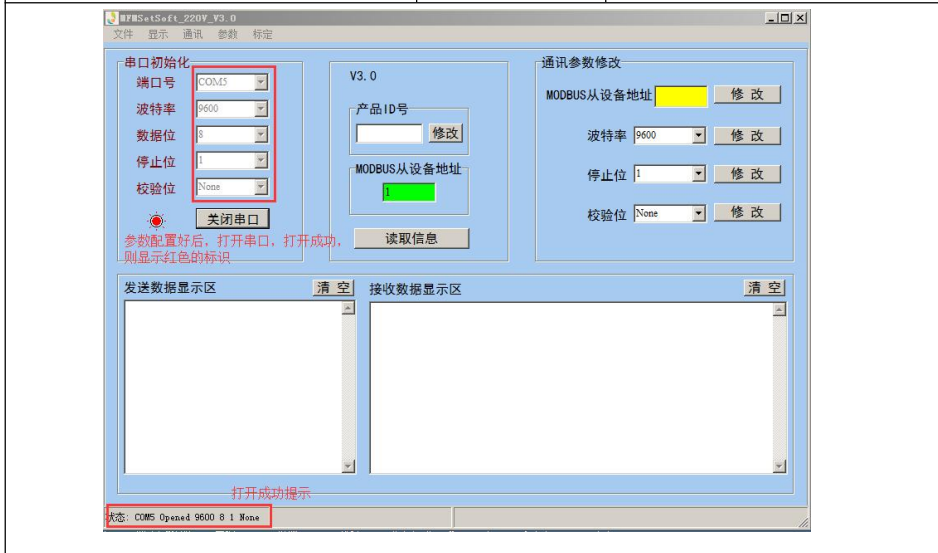 MFMSetSoft_220V_V3.0
文件 显示 通讯 参数 标定
串口初始化
端口号 COM5
波特率 9600
数据位 8
停止位 1
校验位 None
关闭串口
参数配置好后，打开串口，打开成功，
则显示红色的标识
V3.0
产品ID号
修改
MODBUS从设备地址
1
读取信息
通讯参数修改
MODBUS从设备地址 修 改
波特率 9600 修 改
停止位 1 修 改
校验位 None 修 改
发送数据显示区 清 空
接收数据显示区 清 空
打开成功提示
状态: COM5 Opened 9600 8 1 None